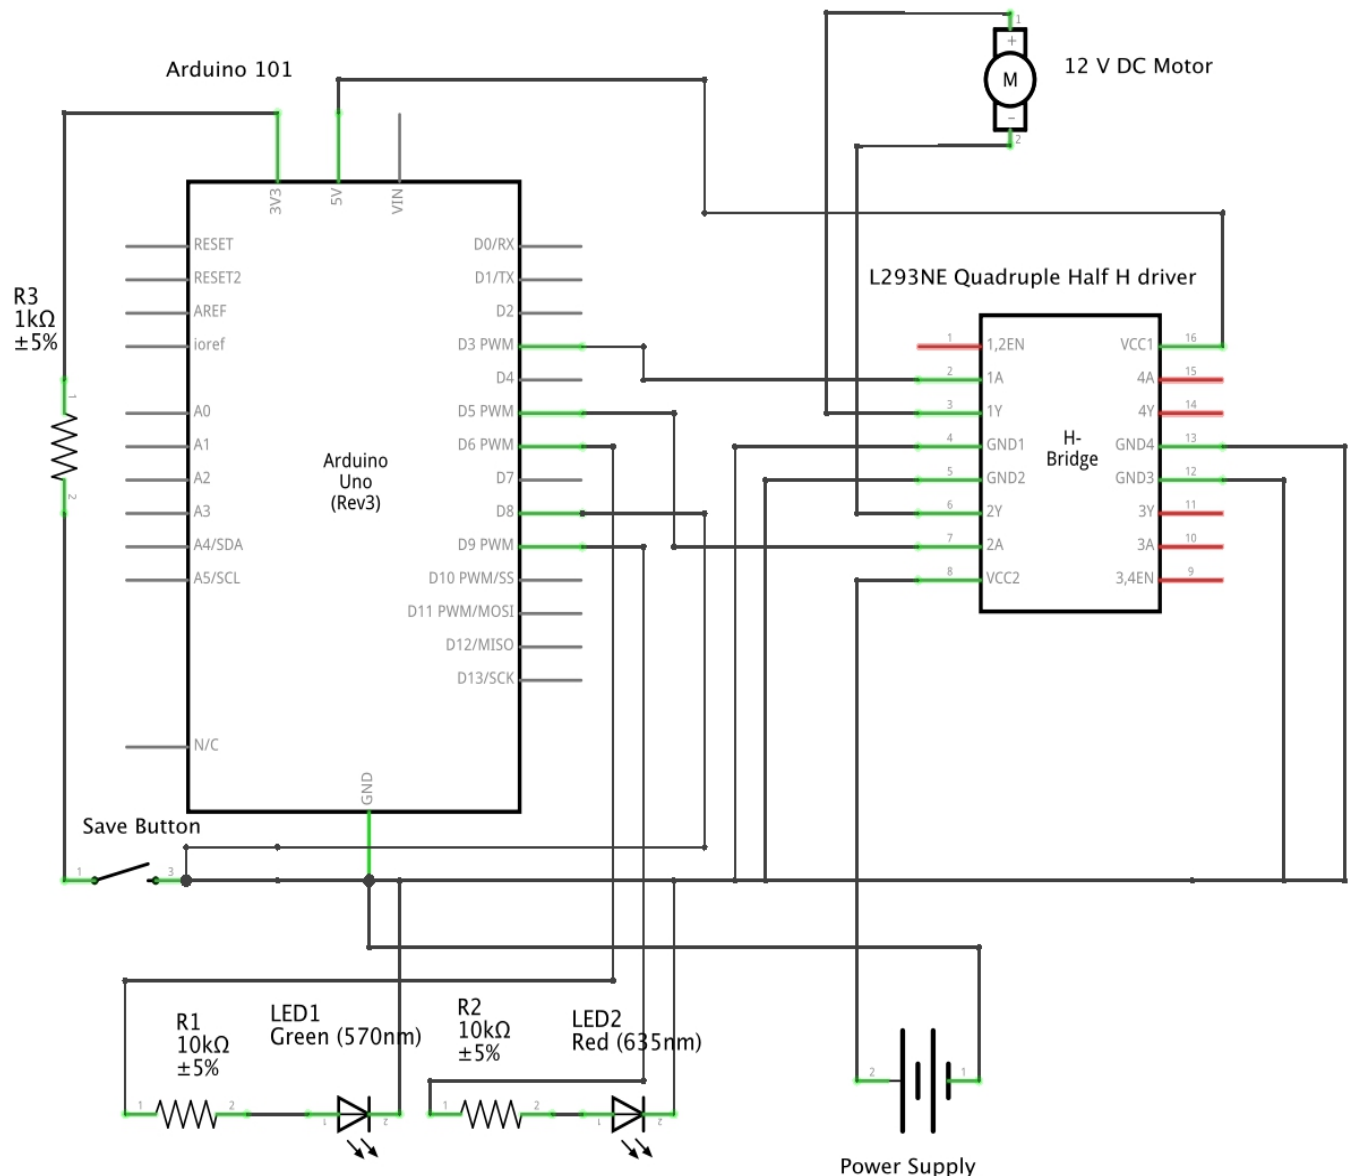 Arduino 101
12 V DC Motor
1
+
M
-
2
3V3
5V
VIN
RESET
RESET2
AREF
ioref
A0
A1
A2
A3
A4/SDA
A5/SCL
N/C
GND
Arduino
Uno
(Rev3)
D0/RX
D1/TX
D2
D3 PWM
D4
D5 PWM
D6 PWM
D7
D8
D9 PWM
D10 PWM/SS
D11 PWM/MOSI
D12/MISO
D13/SCK
R3
1kΩ
±5%
1
2
L293NE Quadruple Half H driver
1 1,2EN
2 1A
3 1Y
4 GND1
5 GND2
6 2Y
7 2A
8 VCC2
H-
Bridge
VCC1 16
4A 15
4Y 14
GND4 13
GND3 12
3Y 11
3A 10
3,4EN 9
Save Button
1
3
R1
10kΩ
±5%
1
2
LED1
Green (570nm)
1
2
R2
10kΩ
±5%
1
2
LED2
Red (635nm)
1
2
2
1
Power Supply